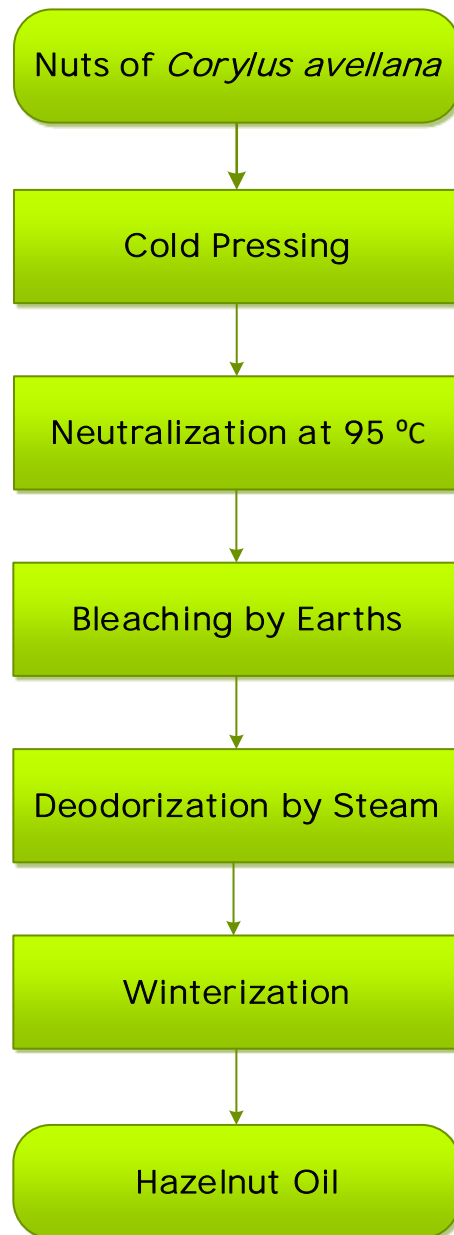 Nuts of Corylus avellana
Cold Pressing
Neutralization at 95 ºC
Bleaching by Earths
Deodorization by Steam
Winterization
Hazelnut Oil